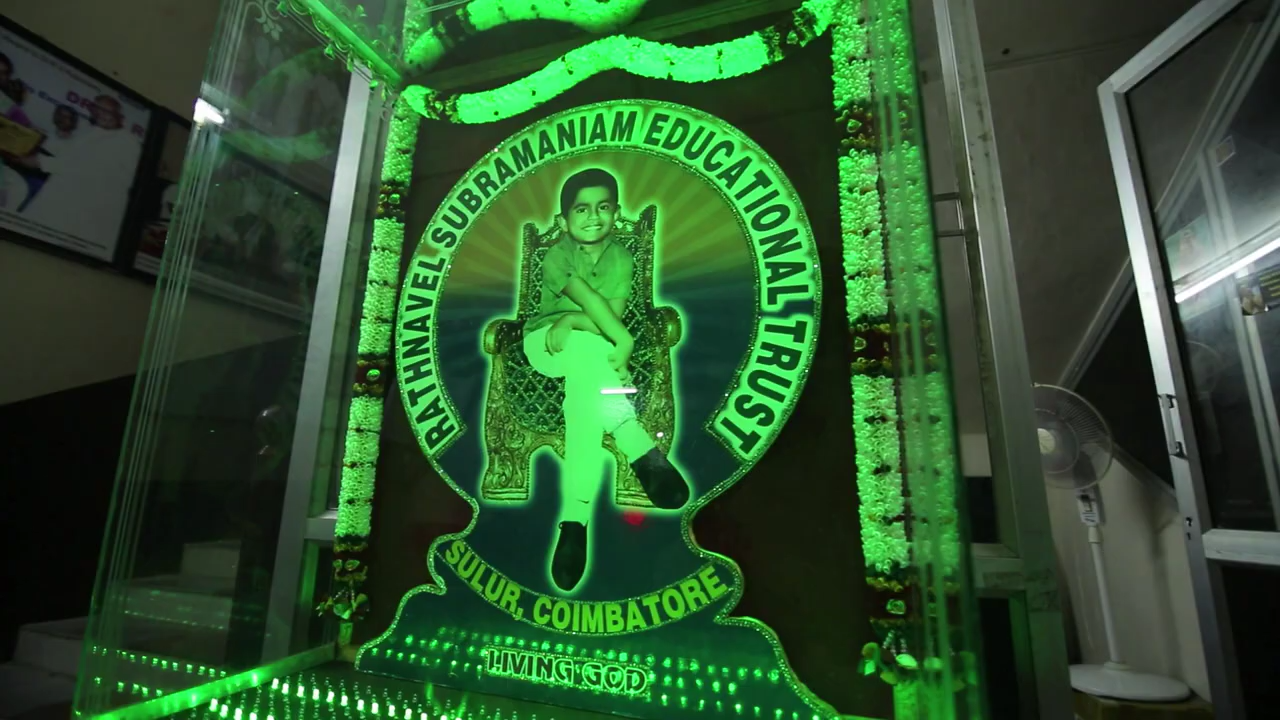 RATHNAVEL SUBRAMANIAM EDUCATIONAL TRUST
SULUR, COIMBATORE
LIVING GOD